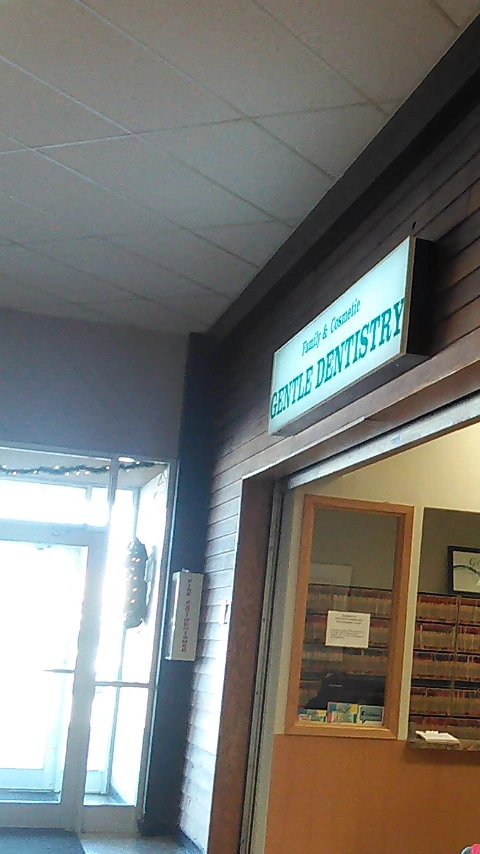 Family & Cosmetic
GENTLE DENTISTRY
FIRE EXTINGUISHER